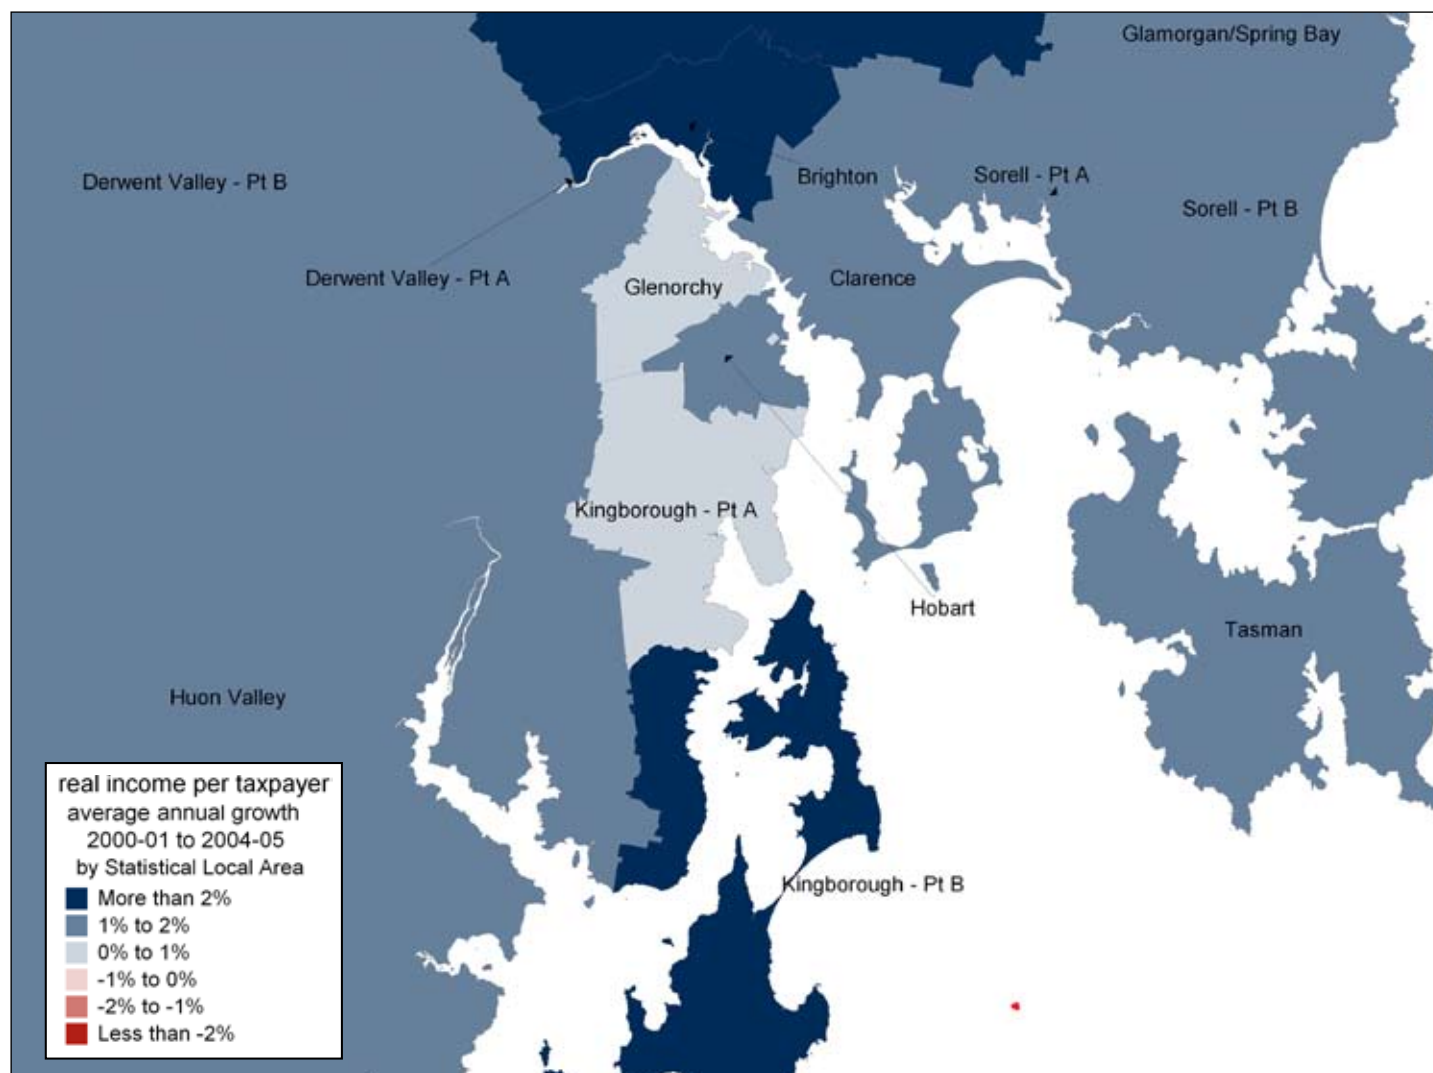 Glamorgan/Spring Bay
Derwent Valley - Pt B
Brighton
Sorell - Pt A
Sorell - Pt B
Derwent Valley - Pt A
Glenorchy
Clarence
Kingborough - Pt A
Hobart
Tasman
Huon Valley
Kingborough - Pt B
real income per taxpayer
average annual growth
2000-01 to 2004-05
by Statistical Local Area
More than 2%
1% to 2%
0% to 1%
-1% to 0%
-2% to -1%
Less than -2%